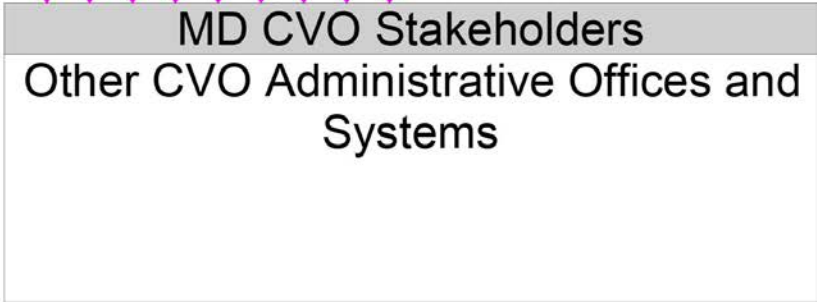 MD CVO Stakeholders
Other CVO Administrative Offices and
Systems